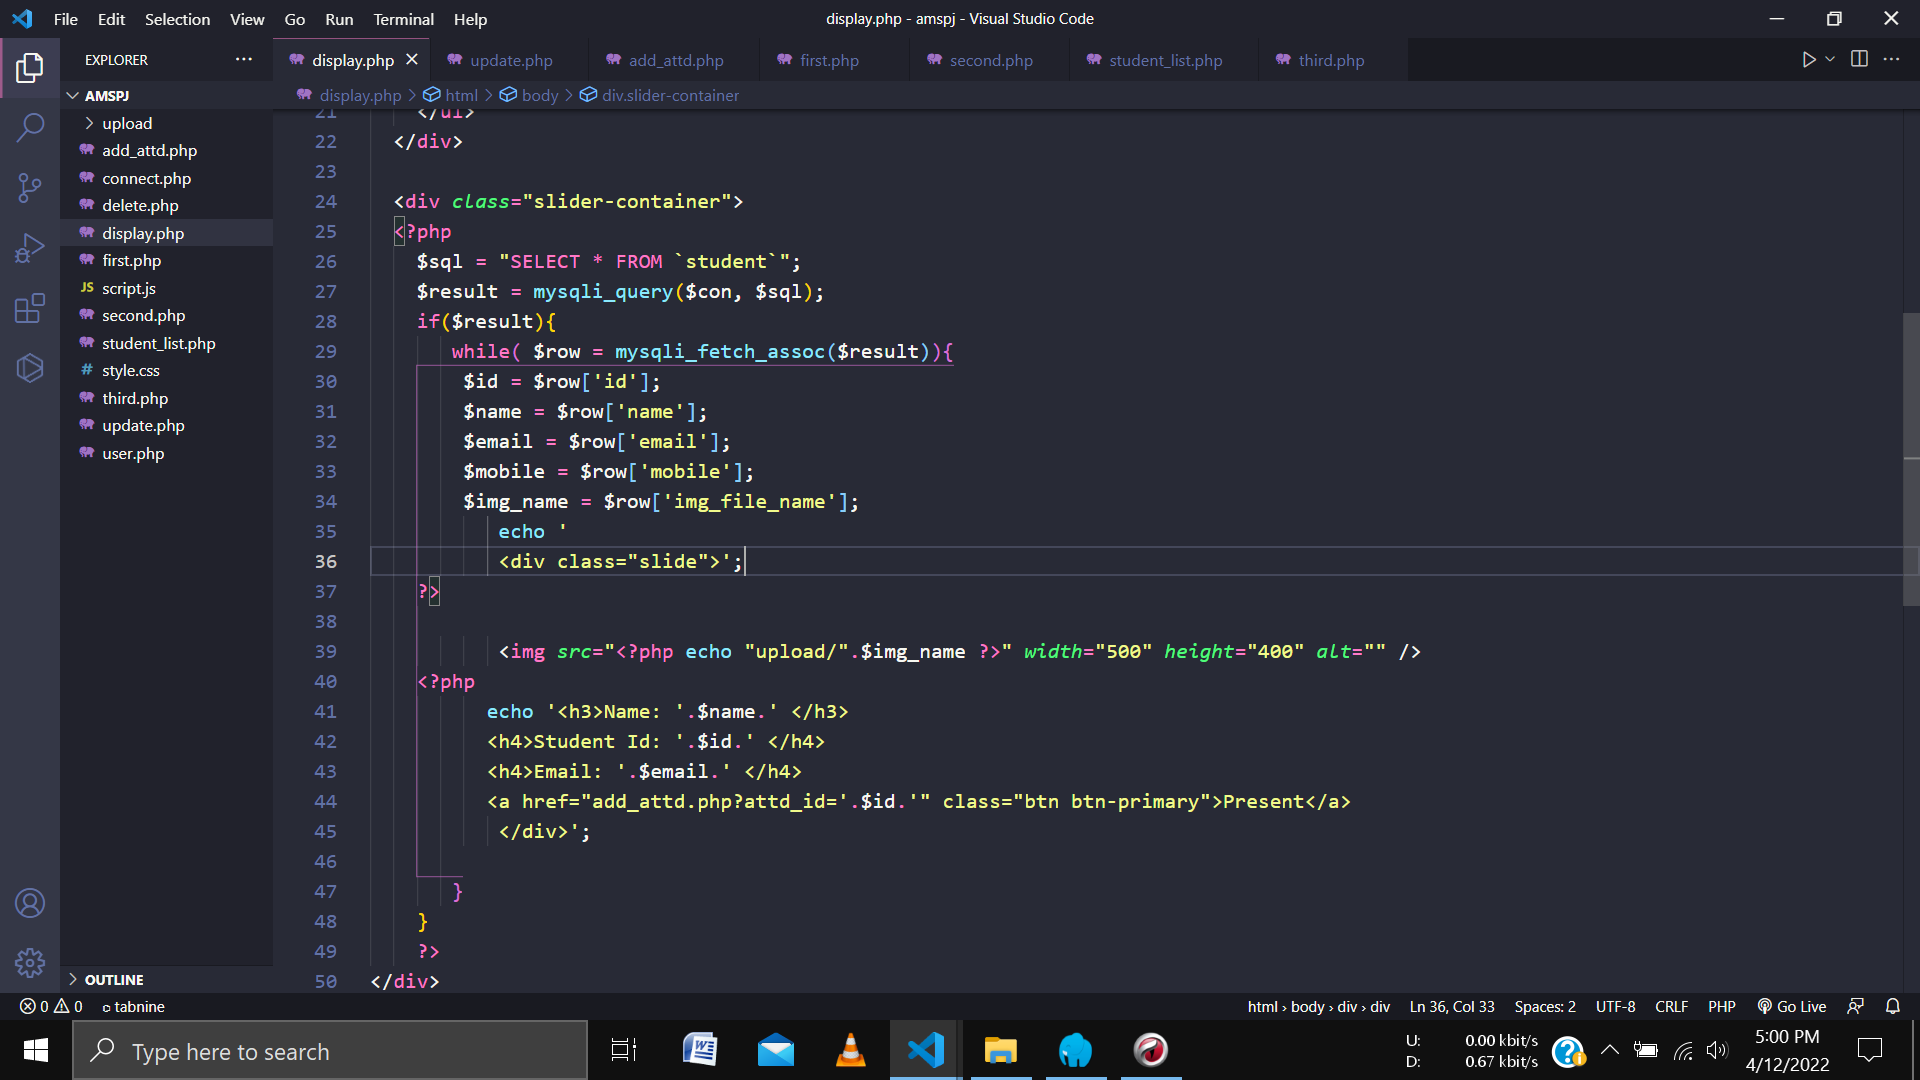 File Edit Selection View Go Run Terminal Help
display.php - amspj - Visual Studio Code
EXPLORER
display.php update.php add_attd.php first.php second.php student_list.php third.php
AMSPJ
display.php > html > body > div.slider-container
upload
add_attd.php
connect.php
delete.php
display.php
first.php
JS script.js
second.php
student_list.php
# style.css
third.php
update.php
user.php
OUTLINE
21 </ul>
22 </div>
23
24 <div class="slider-container">
25 <?php
26 $sql = "SELECT * FROM `student`";
27 $result = mysqli_query($con, $sql);
28 if($result){
29 while( $row = mysqli_fetch_assoc($result)){
30 $id = $row['id'];
31 $name = $row['name'];
32 $email = $row['email'];
33 $mobile = $row['mobile'];
34 $img_name = $row['img_file_name'];
35 echo '
36 <div class="slide">';
37 ?>
38
39 <img src="<?php echo "upload/".$img_name ?>" width="500" height="400" alt="" />
40 <?php
41 echo '<h3>Name: '.$name.' </h3>
42 <h4>Student Id: '.$id.' </h4>
43 <h4>Email: '.$email.' </h4>
44 <a href="add_attd.php?attd_id='.$id.'" class="btn btn-primary">Present</a>
45 </div>';
46
47 }
48 }
49 ?>
50 </div>
0 0 tabnine
html › body › div › div Ln 36, Col 33 Spaces: 2 UTF-8 CRLF PHP Go Live
Type here to search
U: 0.00 kbit/s
D: 0.67 kbit/s
5:00 PM
4/12/2022